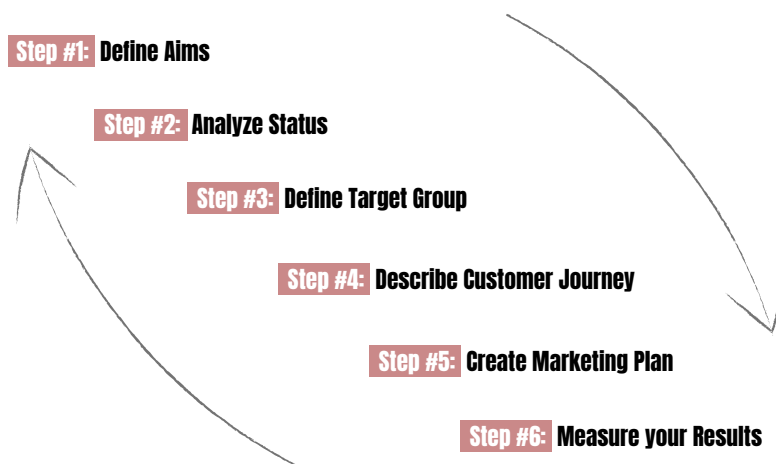 Step #1: Define Aims
Step #2: Analyze Status
Step #3: Define Target Group
Step #4: Describe Customer Journey
Step #5: Create Marketing Plan
Step #6: Measure your Results